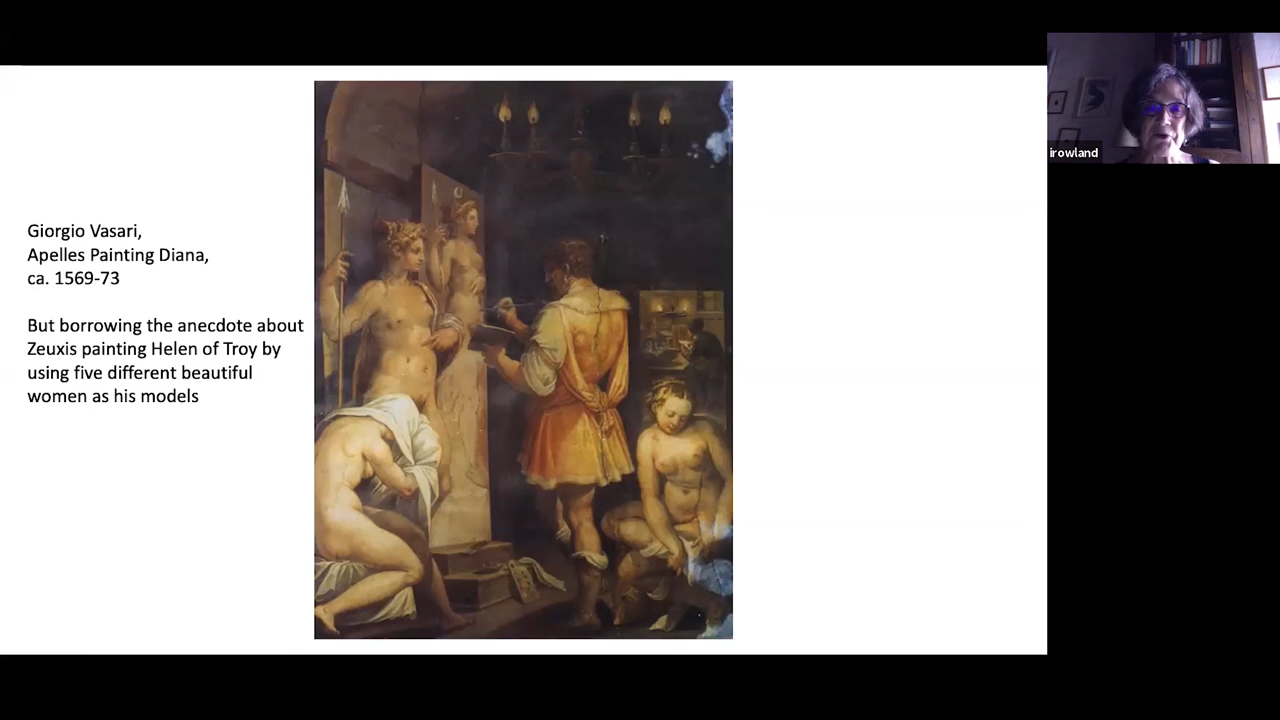 Giorgio Vasari,
Apelles Painting Diana,
ca. 1569-73
But borrowing the anecdote about
Zeuxis painting Helen of Troy by
using five different beautiful
women as his models
irowland